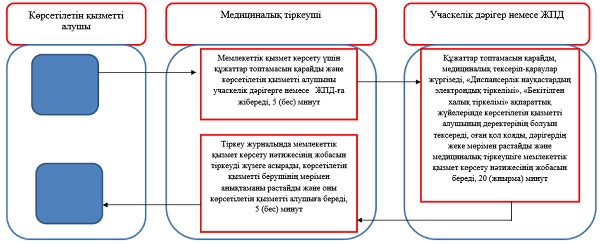 Көрсетілетін қызметті
алушы
Медициналық тіркеуші
Учаскелік дәрігер немесе ЖПД
Мемлекеттік қызмет көрсету үшін
құжаттар топтамасын қарайды және
көрсетілетін қызметті алушыны
учаскелік дәрігерге немесе ЖПД-ға
жібереді, 5 (бес) минут
Құжаттар топтамасын қарайды,
медициналық тексеріп-қараулар
жүргізеді, «Диспансерлік науқастардың
электрондық тіркелімі», «Бекітілген
халық тіркелімі» ақпараттық
жүйелерінде көрсетілетін қызметті
алушының деректерінің болуын
тексереді, оған қол қояды, дәрігердің
жеке мөрімен растайды және
медициналық тіркеушіге мемлекеттік
қызмет көрсету нәтижесінің жобасын
береді, 20 (жиырма) минут
Тіркеу журналында мемлекеттік
қызмет көрсету нәтижесінің жобасын
тіркеуді жүзеге асырады, көрсетілетін
қызметті берушінің мөрімен
анықтаманы растайды және оны
көрсетілетін қызметті алушыға береді,
5 (бес) минут